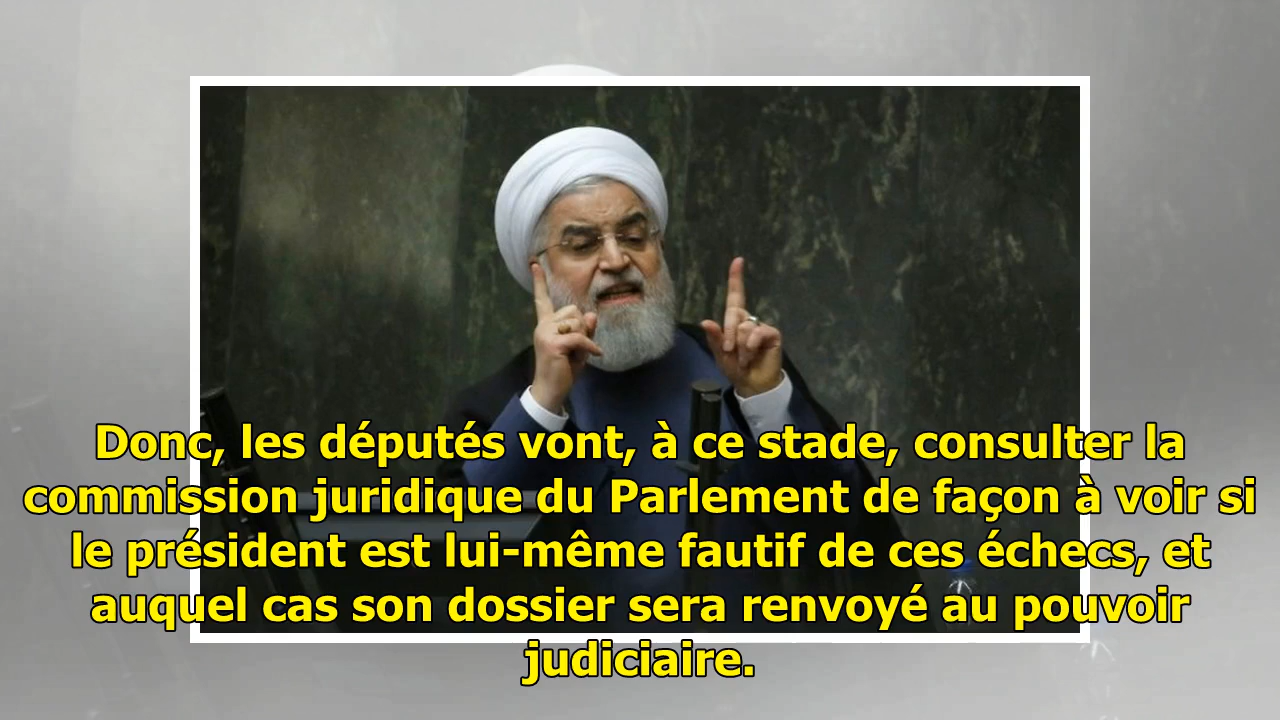 Donc, les députés vont, à ce stade, consulter la
commission juridique du Parlement de façon à voir si
le président est lui-même fautif de ces échecs, et
auquel cas son dossier sera renvoyé au pouvoir
judiciaire.